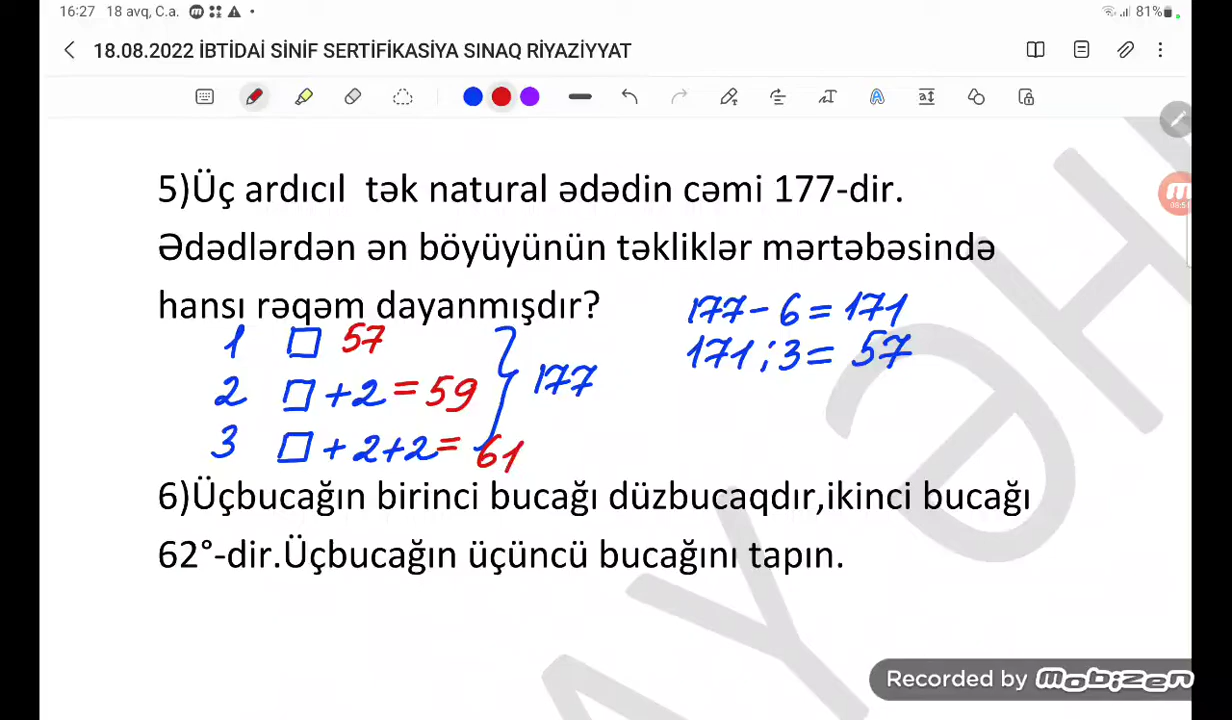 16:27 18 avq, C.a. 81%
18.08.2022 İBTİDAİ SİNİF SERTİFİKASİYA SINAQ RİYAZİYYAT
5)Üç ardıcıl tək natural ədədin cəmi 177-dir.
Ədədlərdən ən böyüyünün təkliklər mərtəbəsində
hansı rəqəm dayanmışdır?
177-6=171
171:3=57
1 □ 57
2 □+2=59
3 □+2+2=61
177
6)Üçbucağın birinci bucağı düzbucaqdır,ikinci bucağı
62°-dir.Üçbucağın üçüncü bucağını tapın.
Recorded by mobizen